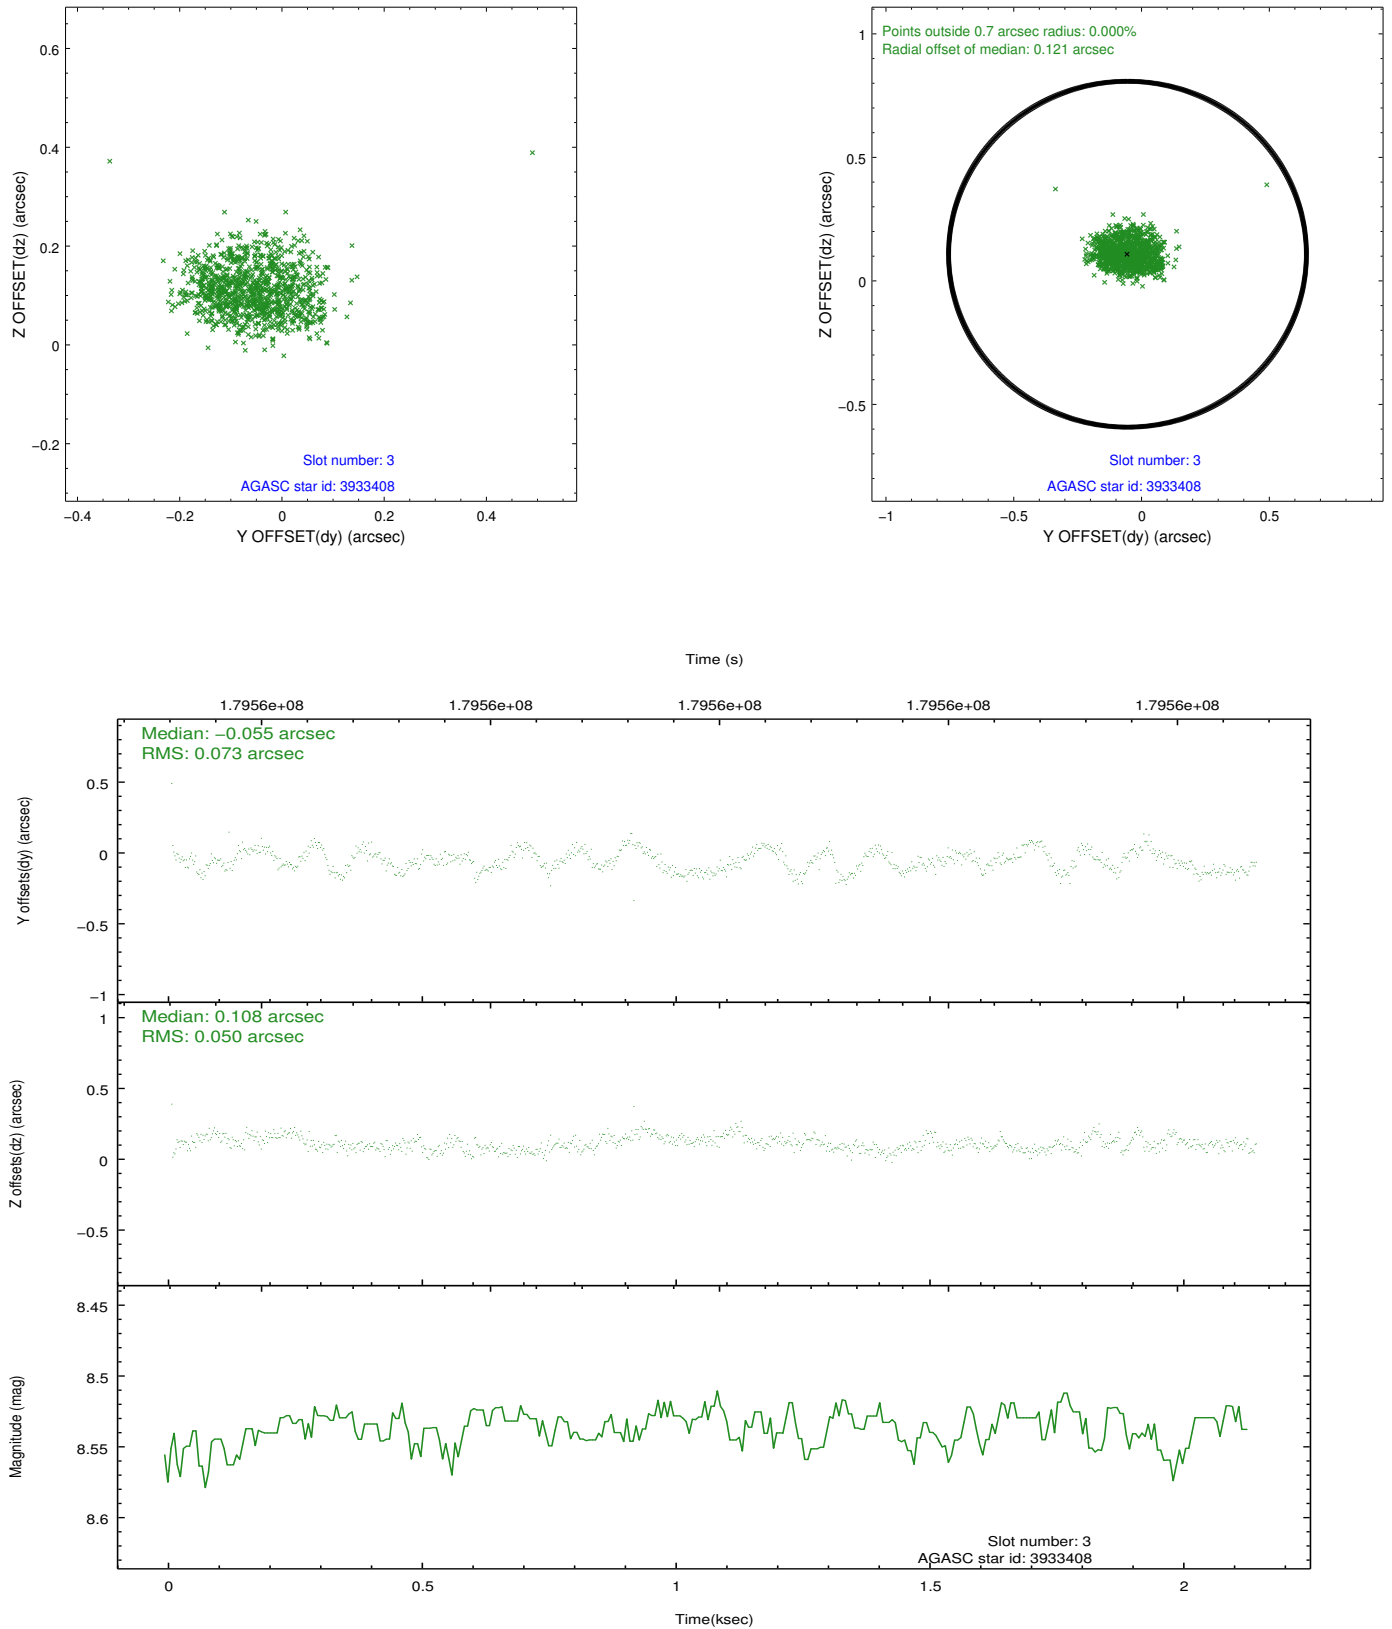 0.6
0.4
0.2
0
−0.2
Z OFFSET(dz) (arcsec)
Slot number: 3
AGASC star id: 3933408
−0.4
−0.2
0
0.2
0.4
Y OFFSET(dy) (arcsec)
Points outside 0.7 arcsec radius: 0.000%
Radial offset of median: 0.121 arcsec
1
0.5
0
−0.5
Z OFFSET(dz) (arcsec)
Slot number: 3
AGASC star id: 3933408
−1
−0.5
0
0.5
Y OFFSET(dy) (arcsec)
Time (s)
1.7956e+08
1.7956e+08
1.7956e+08
1.7956e+08
1.7956e+08
Median: −0.055 arcsec
RMS: 0.073 arcsec
0.5
0
−0.5
−1
Y offsets(dy) (arcsec)
Median: 0.108 arcsec
RMS: 0.050 arcsec
1
0.5
0
−0.5
Z offsets(dz) (arcsec)
8.45
8.5
8.55
8.6
Magnitude (mag)
Slot number: 3
AGASC star id: 3933408
0
0.5
1
1.5
2
Time(ksec)